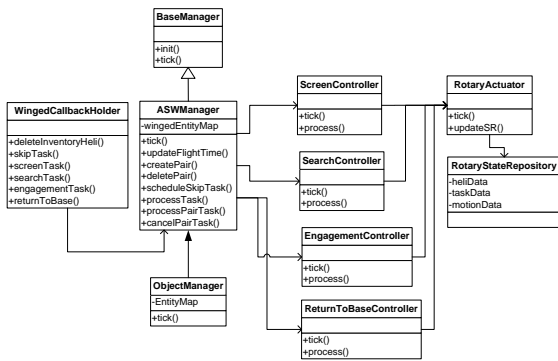 BaseManager
+init()
+tick()
WingedCallbackHolder
+deleteInventoryHeli()
+skipTask()
+screenTask()
+searchTask()
+engagementTask()
+returnToBase()
ASWManager
-wingedEntityMap
+tick()
+updateFlightTime()
+createPair()
+deletePair()
+scheduleSkipTask()
+processTask()
+processPairTask()
+cancelPairTask()
ObjectManager
-EntityMap
+tick()
ScreenController
+tick()
+process()
SearchController
+tick()
+process()
EngagementController
+tick()
+process()
ReturnToBaseController
+tick()
+process()
RotaryActuator
+tick()
+updateSR()
RotaryStateRepository
-heliData
-taskData
-motionData